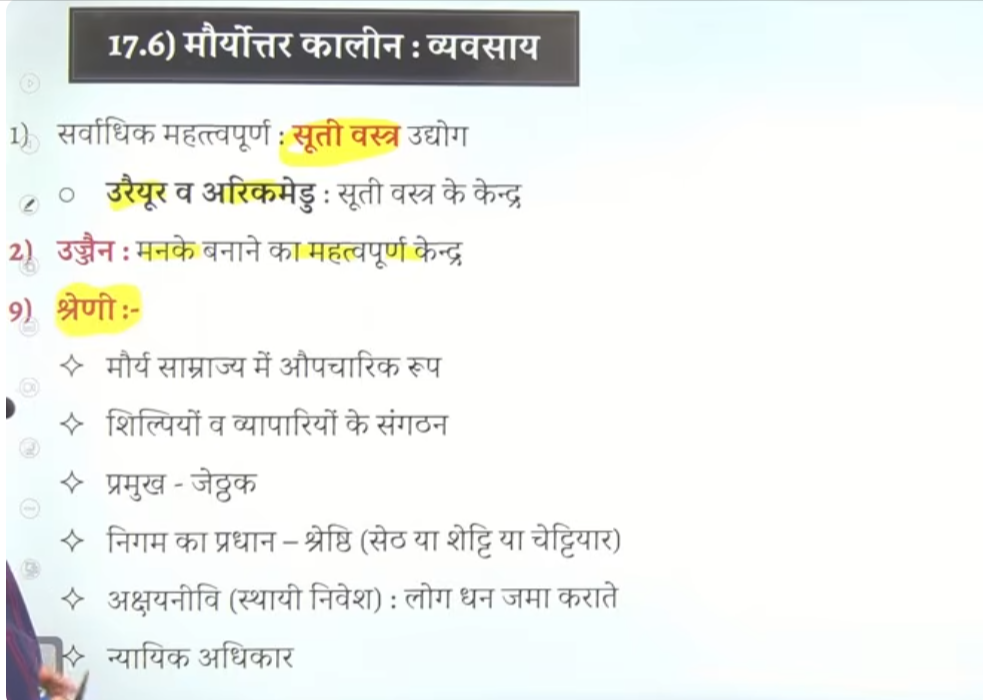 17.6) मौर्योत्तर कालीन : व्यवसाय
1) सर्वाधिक महत्त्वपूर्ण : सूती वस्त्र उद्योग
○ उरैयूर व अरिकमेडु : सूती वस्त्र के केन्द्र
2) उज्जैन : मनके बनाने का महत्वपूर्ण केन्द्र
9) श्रेणी :-
✧ मौर्य साम्राज्य में औपचारिक रूप
✧ शिल्पियों व व्यापारियों के संगठन
✧ प्रमुख - जेठ्ठक
✧ निगम का प्रधान – श्रेष्ठि (सेठ या शेट्टि या चेट्टियार)
✧ अक्षयनीवि (स्थायी निवेश) : लोग धन जमा कराते
✧ न्यायिक अधिकार